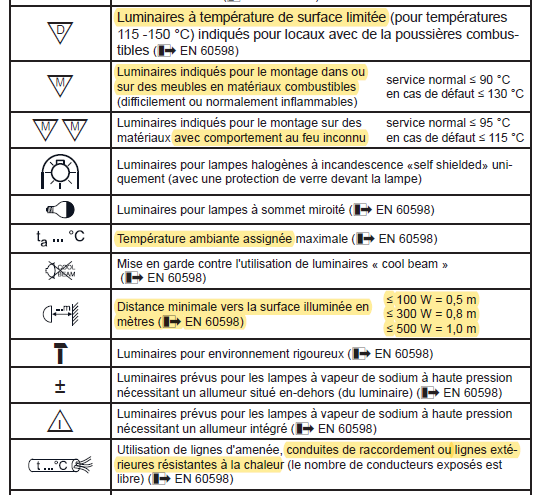 D
Luminaires à température de surface limitée (pour températures
115 -150 °C) indiqués pour locaux avec de la poussières combus-
tibles ( EN 60598)
M
Luminaires indiqués pour le montage dans ou
sur des meubles en matériaux combustibles
(difficilement ou normalement inflammables)
service normal ≤ 90 °C
en cas de défaut ≤ 130 °C
M M
Luminaires indiqués pour le montage sur des
matériaux avec comportement au feu inconnu
service normal ≤ 95 °C
en cas de défaut ≤ 115 °C
Luminaires pour lampes halogènes à incandescence «self shielded» uni-
quement (avec une protection de verre devant la lampe)
Luminaires pour lampes à sommet miroité ( EN 60598)
ta ... °C
Température ambiante assignée maximale ( EN 60598)
COOL
BEAM
Mise en garde contre l'utilisation de luminaires « cool beam »
( EN 60598)
...m
Distance minimale vers la surface illuminée en
mètres ( EN 60598)
≤ 100 W = 0,5 m
≤ 300 W = 0,8 m
≤ 500 W = 1,0 m
Luminaires pour environnement rigoureux ( EN 60598)
±
Luminaires prévus pour les lampes à vapeur de sodium à haute pression
nécessitant un allumeur situé en-dehors (du luminaire) ( EN 60598)
I
Luminaires prévus pour les lampes à vapeur de sodium à haute pression
nécessitant un allumeur intégré ( EN 60598)
t ...°C
Utilisation de lignes d'amenée, conduites de raccordement ou lignes exté-
rieures résistantes à la chaleur (le nombre de conducteurs exposés est
libre) ( EN 60598)